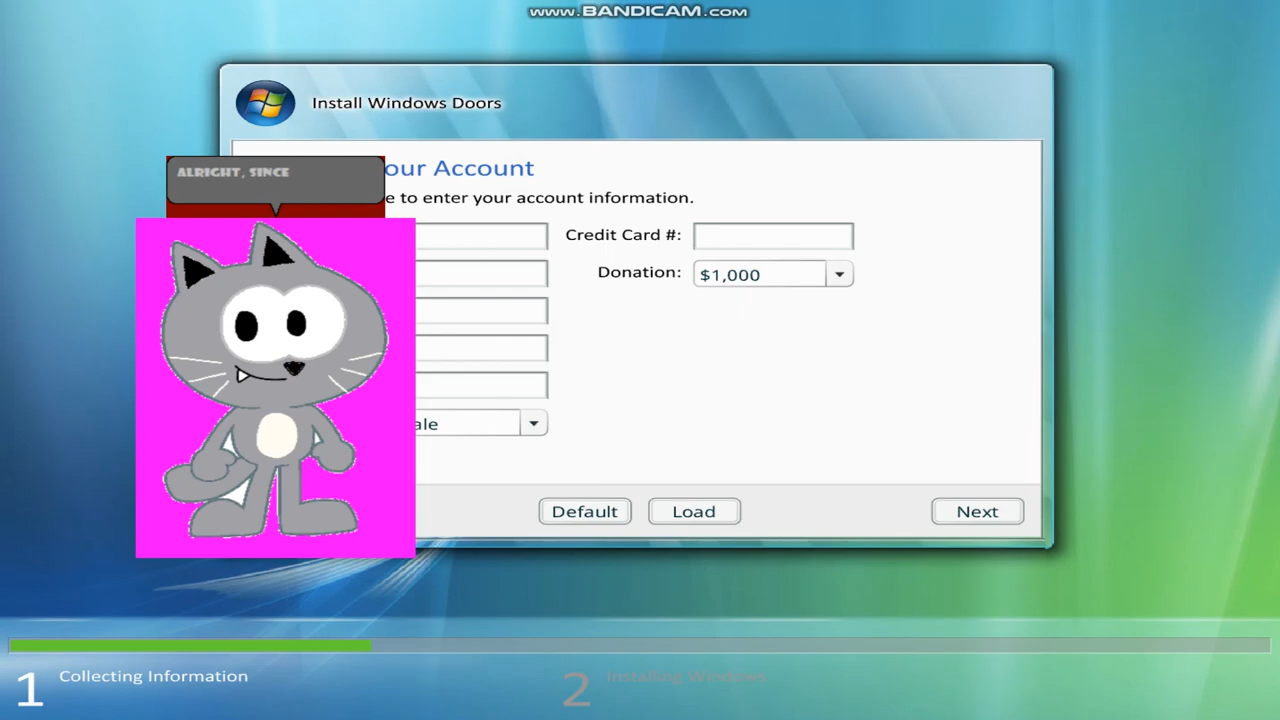 www.BANDICAM.com
Install Windows Doors
ALRIGHT, SINCE
our Account
e to enter your account information.
Credit Card #:
Donation:
$1,000
ale
Default
Load
Next
1 Collecting Information
2 Installing Windows